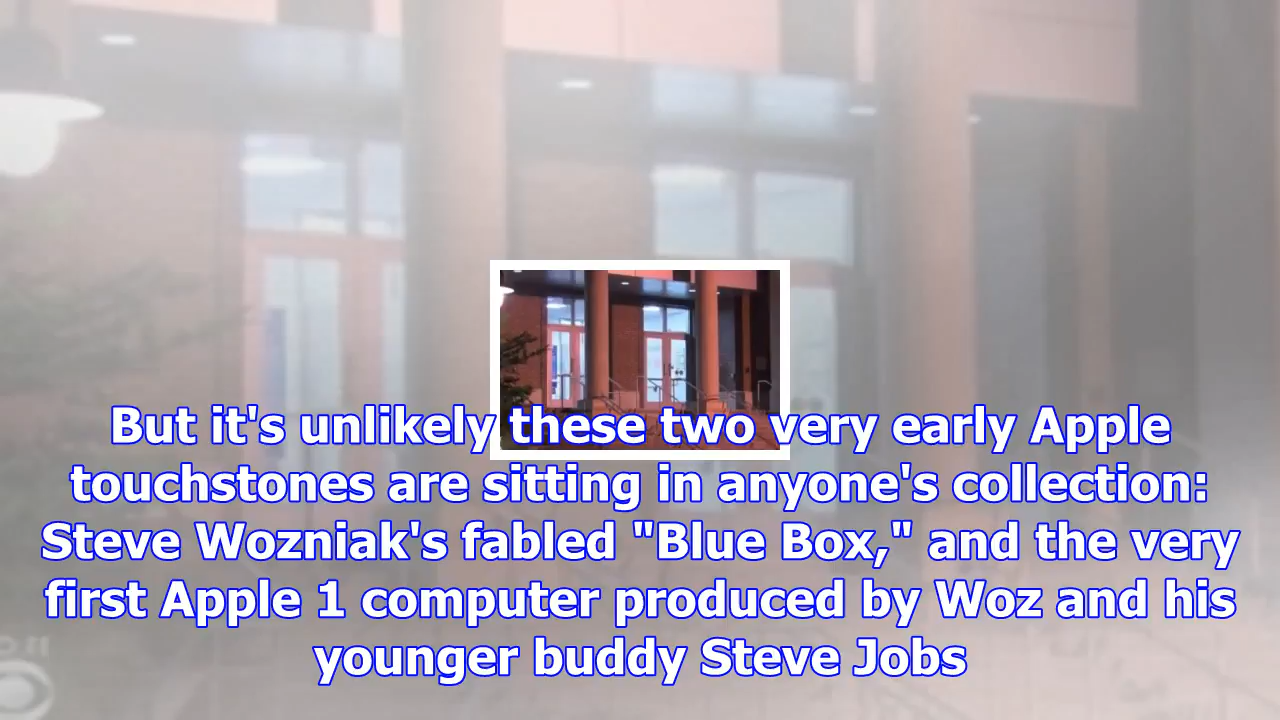 But it's unlikely these two very early Apple
touchstones are sitting in anyone's collection:
Steve Wozniak's fabled "Blue Box," and the very
first Apple 1 computer produced by Woz and his
younger buddy Steve Jobs